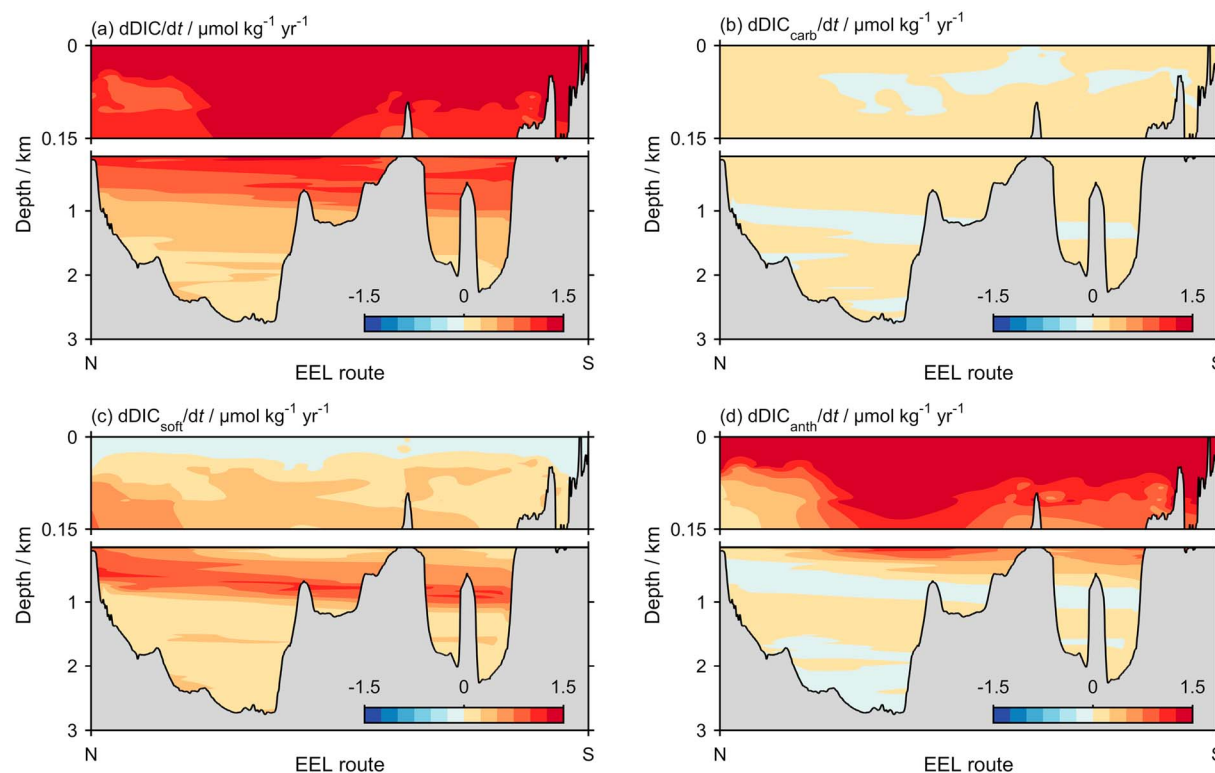 (a) dDIC/dt / µmol kg⁻¹ yr⁻¹
(b) dDIC_carb/dt / µmol kg⁻¹ yr⁻¹
0
0.15
1
2
3
Depth / km
-1.5 0 1.5
N S
EEL route
0
0.15
1
2
3
Depth / km
-1.5 0 1.5
N S
EEL route
(c) dDIC_soft/dt / µmol kg⁻¹ yr⁻¹
(d) dDIC_anth/dt / µmol kg⁻¹ yr⁻¹
0
0.15
1
2
3
Depth / km
-1.5 0 1.5
N S
EEL route
0
0.15
1
2
3
Depth / km
-1.5 0 1.5
N S
EEL route